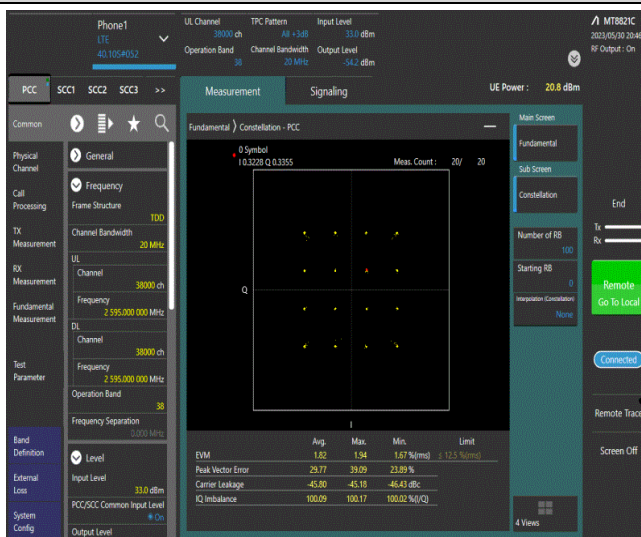 Phone1
LTE
40.105#052
UL Channel
38000 ch
TPC Pattern
All +3dB
Input Level
33.0 dBm
Operation Band
38
Channel Bandwidth
20 MHz
Output Level
-54.2 dBm
MT8821C
2023/05/30 20:46
RF Output : On
PCC
SCC1
SCC2
SCC3
>>
Measurement
Signaling
UE Power : 20.8 dBm
Common
Physical
Channel
Call
Processing
TX
Measurement
RX
Measurement
Fundamental
Measurement
Test
Parameter
Band
Definition
External
Loss
System
Config
General
Frequency
Frame Structure
TDD
Channel Bandwidth
20 MHz
UL
Channel
38000 ch
Frequency
2 595.000 000 MHz
DL
Channel
38000 ch
Frequency
2 595.000 000 MHz
Operation Band
38
Frequency Separation
0.000 MHz
Level
Input Level
33.0 dBm
PCC/SCC Common Input Level
On
Output Level
Fundamental 〉 Constellation - PCC
0 Symbol
I 0.3228 Q 0.3355
Meas. Count : 20/ 20
Q
I
Avg. Max. Min. Limit
EVM 1.82 1.94 1.67 %(rms) ≤ 12.5 %(rms)
Peak Vector Error 29.77 39.09 23.89 %
Carrier Leakage -45.80 -45.18 -46.43 dBc
IQ Imbalance 100.09 100.17 100.02 %(I/Q)
Main Screen
Fundamental
Sub Screen
Constellation
Number of RB
100
Starting RB
0
Interpolation (Constellation)
None
4 Views
End
Tx
Rx
Remote
Go To Local
Connected
Remote Trace
Screen Off